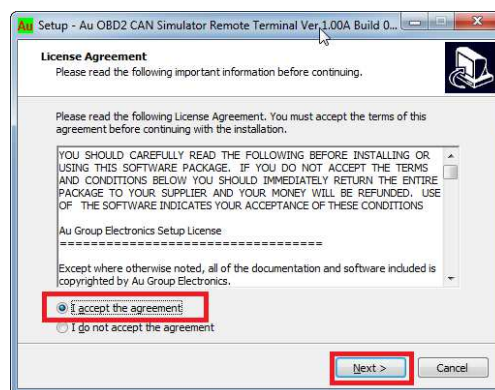 Au Setup - Au OBD2 CAN Simulator Remote Terminal Ver.1.00A Build 0...
License Agreement
Please read the following important information before continuing.
Please read the following License Agreement. You must accept the terms of this
agreement before continuing with the installation.
YOU SHOULD CAREFULLY READ THE FOLLOWING BEFORE INSTALLING OR
USING THIS SOFTWARE PACKAGE. IF YOU DO NOT ACCEPT THE TERMS
AND CONDITIONS BELOW YOU SHOULD IMMEDIATELY RETURN THE ENTIRE
PACKAGE TO YOUR SUPPLIER AND YOUR MONEY WILL BE REFUNDED. USE
OF THE SOFTWARE INDICATES YOUR ACCEPTANCE OF THESE CONDITIONS
Au Group Electronics Setup License
===================================
Except where otherwise noted, all of the documentation and software included is
copyrighted by Au Group Electronics.
I accept the agreement
I do not accept the agreement
Next > Cancel